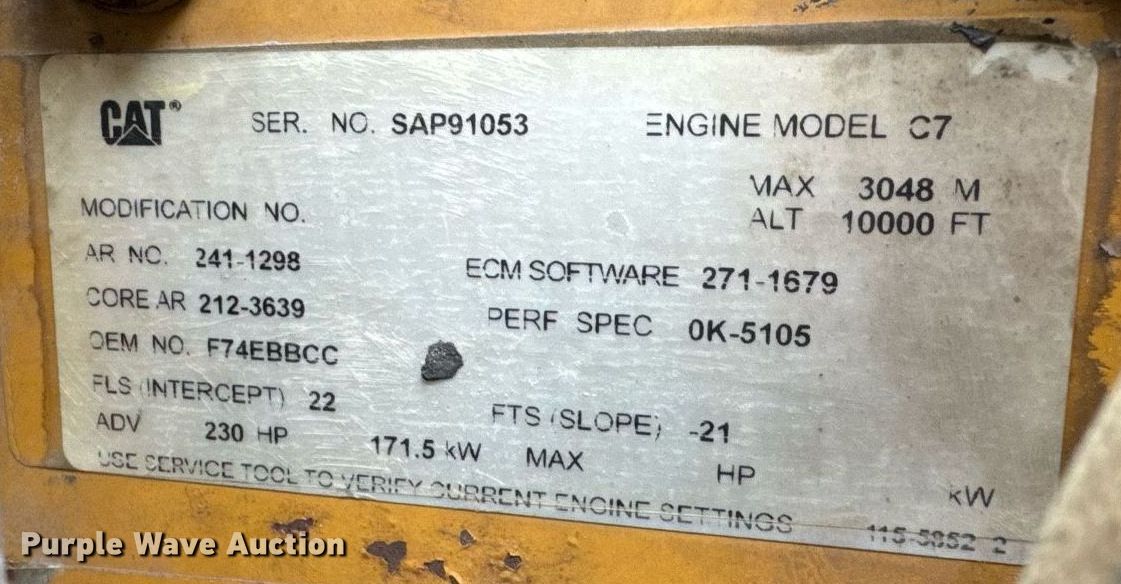 CAT® SER. NO. SAP91053 ENGINE MODEL C7
MAX 3048 M
MODIFICATION NO. ALT 10000 FT
AR NO. 241-1298 ECM SOFTWARE 271-1679
CORE AR 212-3639 PERF SPEC 0K-5105
OEM NO. F74EBBCC
FLS (INTERCEPT) 22 FTS (SLOPE) -21
ADV 230 HP 171.5 kW MAX HP kW
USE SERVICE TOOL TO VERIFY CURRENT ENGINE SETTINGS 115-5852 2
Purple Wave Auction